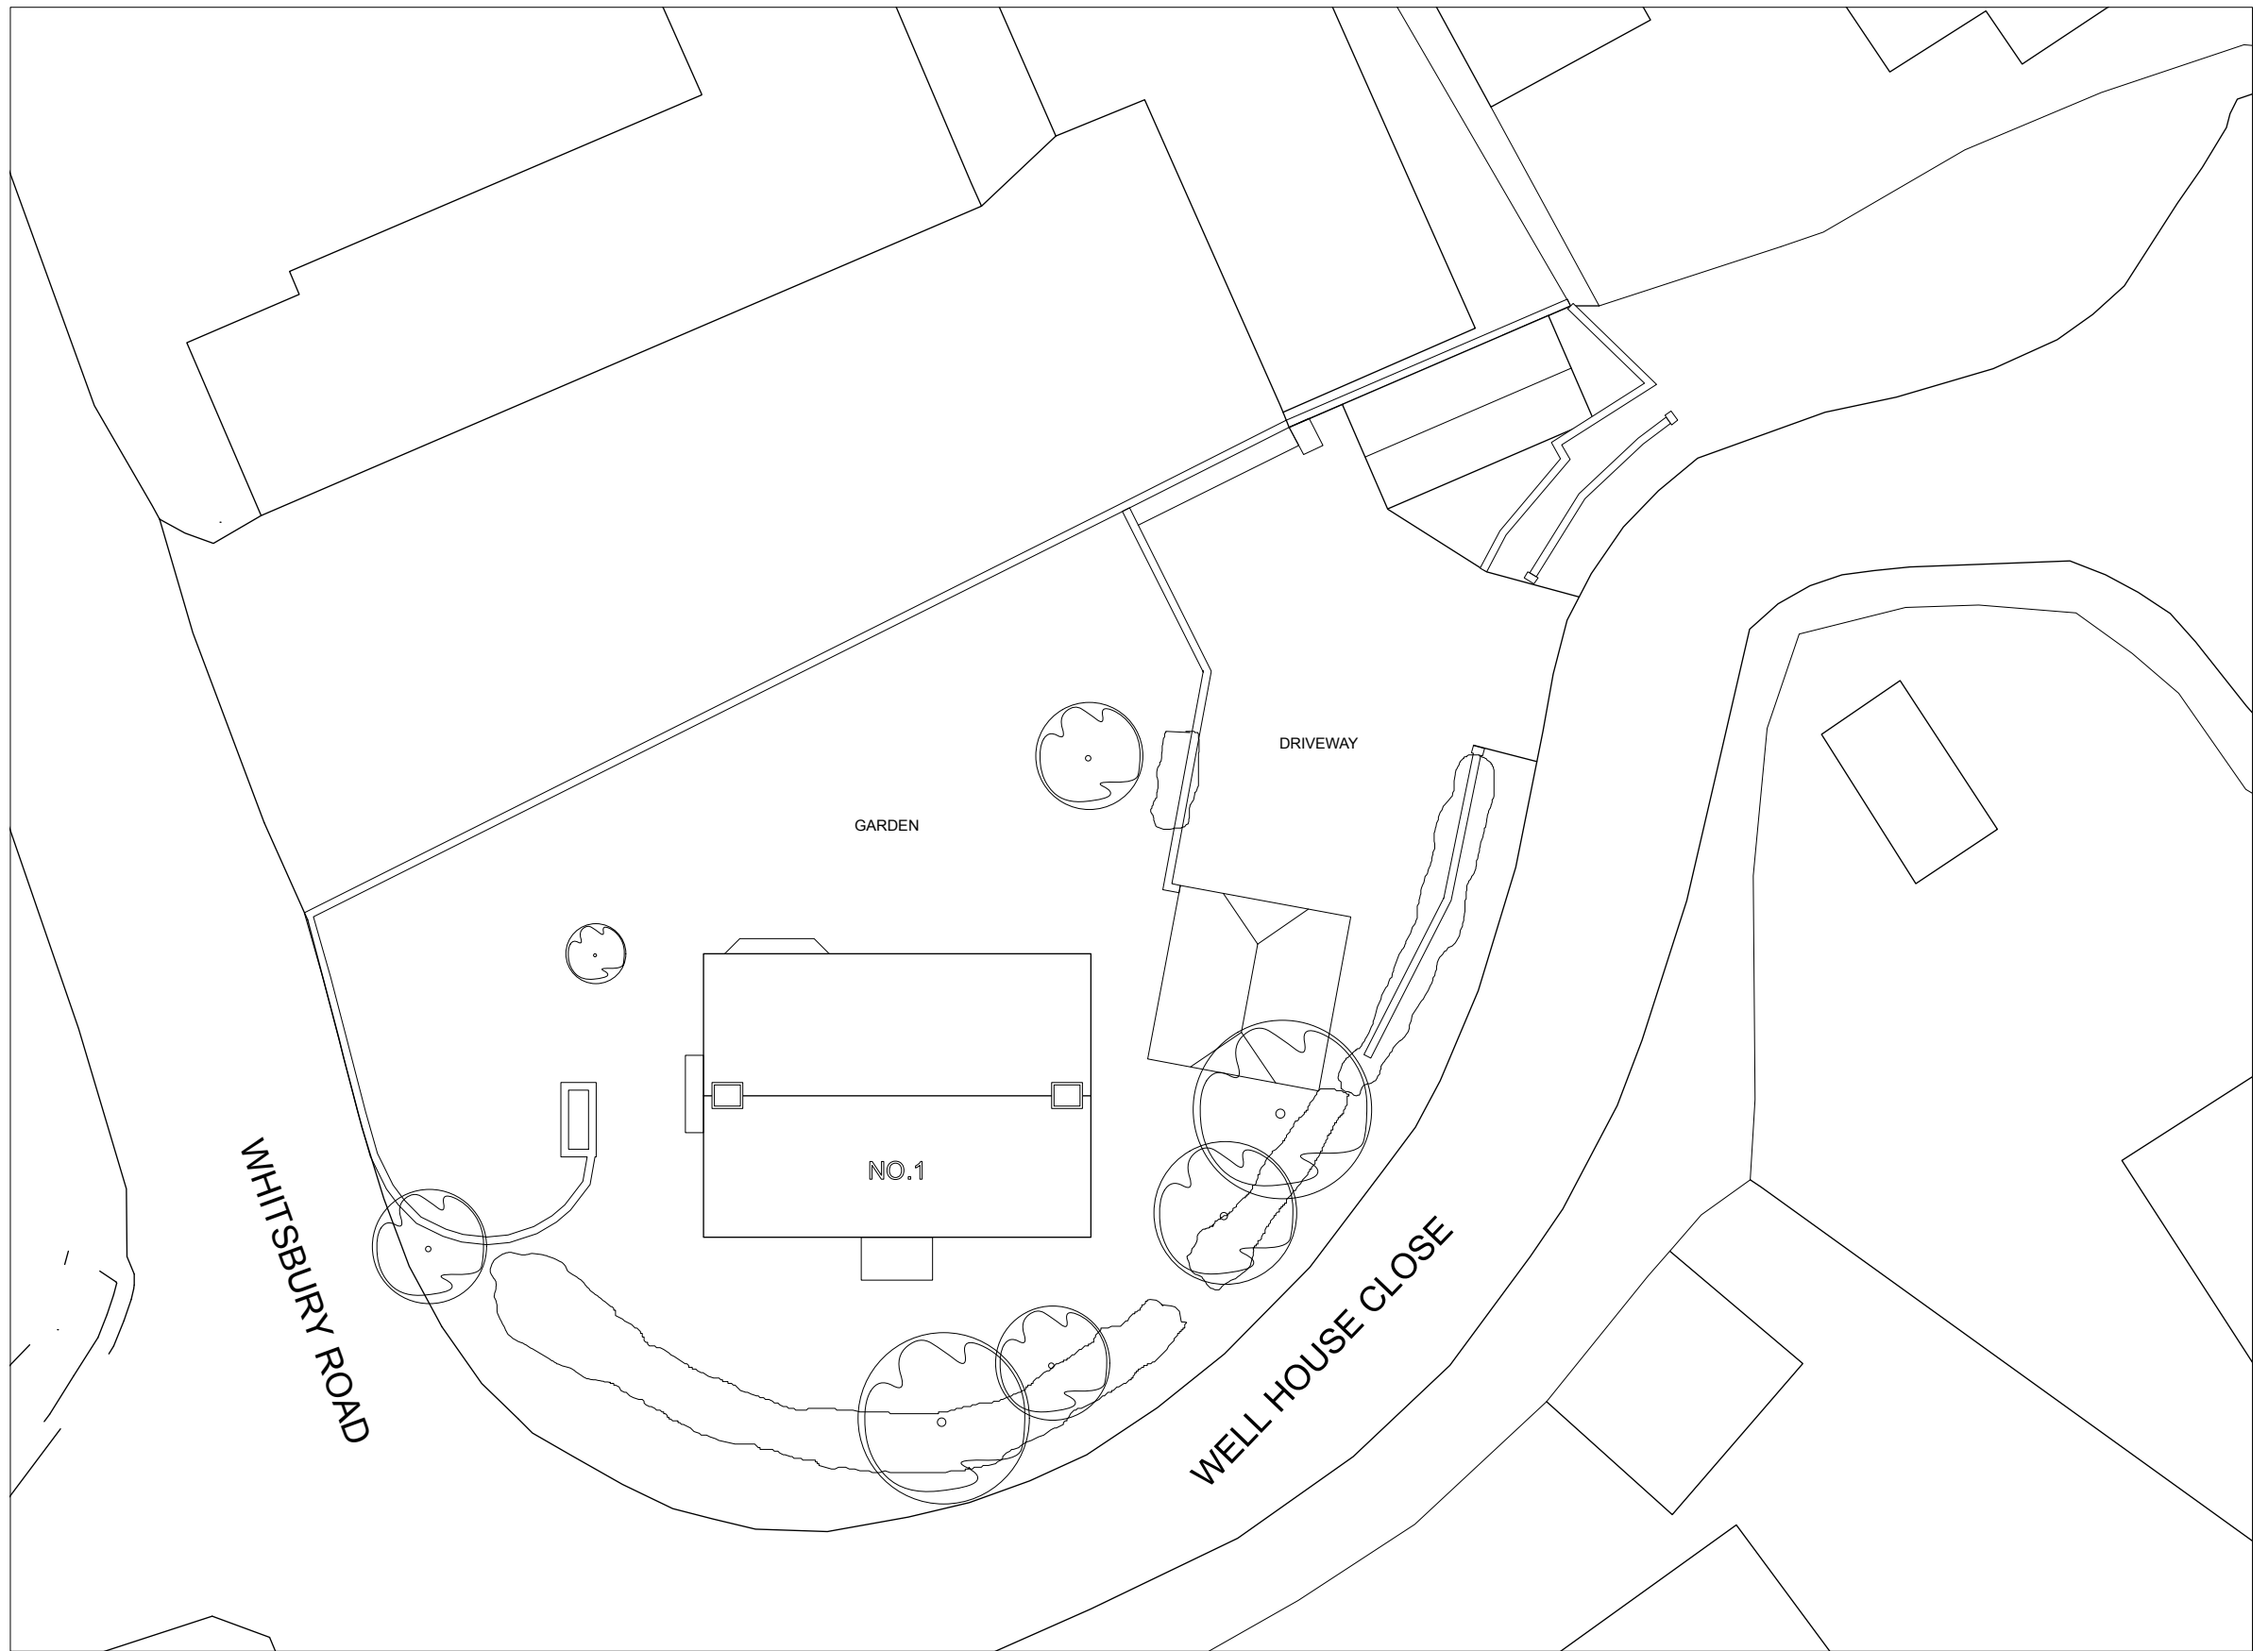 DRIVEWAY
GARDEN
NO.1
WHITSBURY ROAD
WELL HOUSE CLOSE